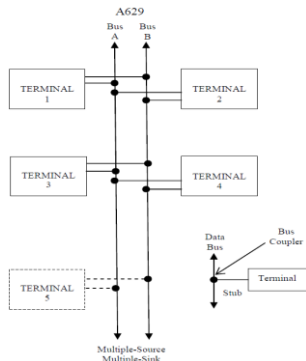 A629
Bus
A
Bus
B
TERMINAL
1
TERMINAL
2
TERMINAL
3
TERMINAL
4
TERMINAL
5
Data
Bus
Bus
Coupler
Terminal
Stub
Multiple-Source
Multiple-Sink